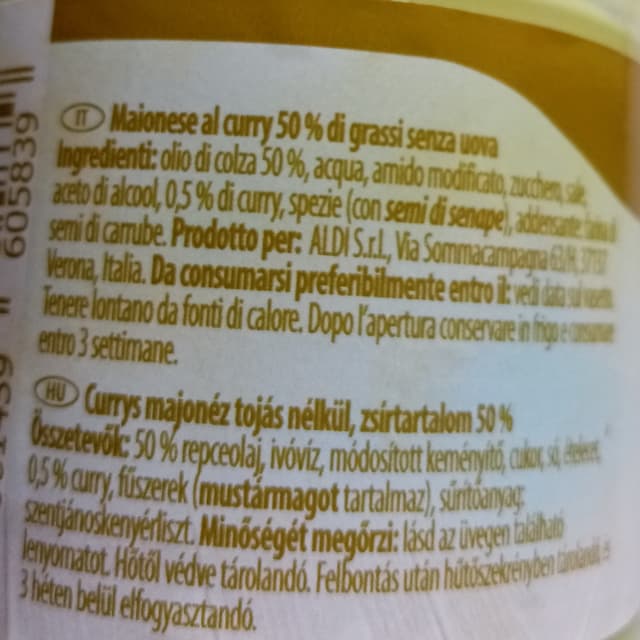 605839
IT Maionese al curry 50 % di grassi senza uova
Ingredienti: olio di colza 50 %, acqua, amido modificato, zucchero, sale,
aceto di alcool, 0,5 % di curry, spezie (con semi di senape), addensante: farina di
semi di carrube. Prodotto per: ALDI S.r.l., Via Sommacampagna
Verona, Italia. Da consumarsi preferibilmente entro il: vedi data sul
Tenere lontano da fonti di calore. Dopo l'apertura conservare in frigo e consumare
entro 3 settimane.
HU Currys majonéz tojás nélkül, zsírtartalom 50 %
Összetevők: 50 % repceolaj, ivóvíz, módosított keményítő, cukor, só, ételecet,
0,5 % curry, fűszerek (mustármagot tartalmaz), sűrítőanyag:
szentjánoskenyérliszt. Minőségét megőrzi: lásd az üvegen található
lenyomatot. Hőtől védve tárolandó. Felbontás után hűtőszekrényben tárolandó és
3 héten belül elfogyasztandó.